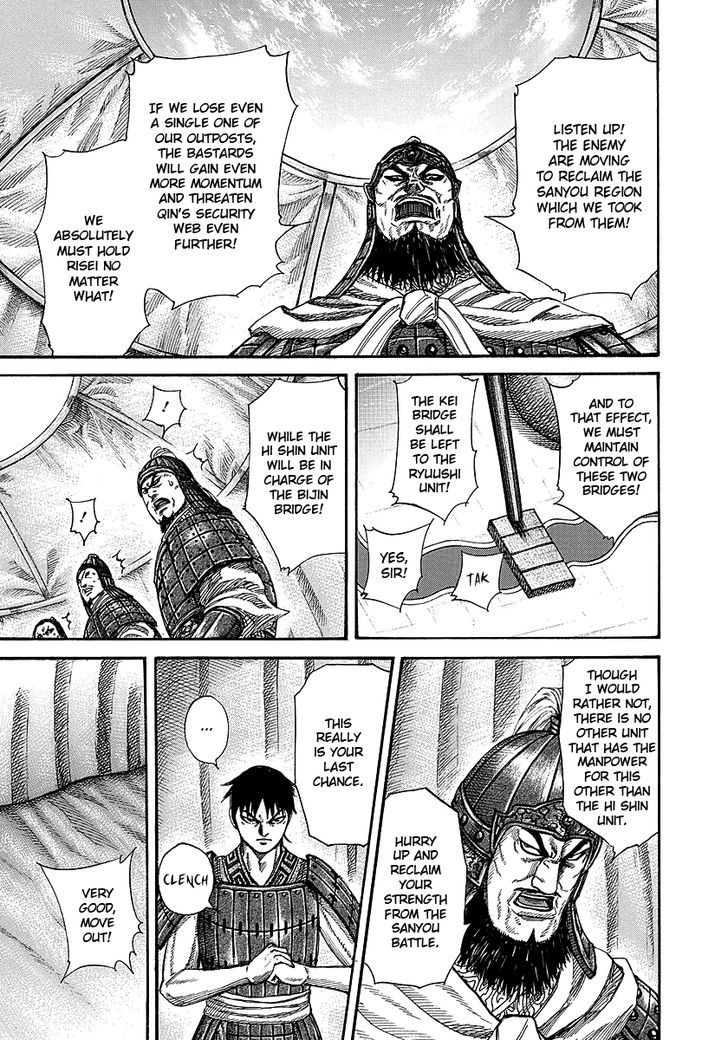 LISTEN UP!
THE ENEMY
ARE MOVING
TO RECLAIM
THE
SANYOU REGION
WHICH WE TOOK
FROM THEM!
IF WE LOSE EVEN
A SINGLE ONE OF
OUR OUTPOSTS,
THE BASTARDS
WILL GAIN EVEN
MORE MOMENTUM
AND THREATEN
QIN'S SECURITY
WEB EVEN
FURTHER!
WE
ABSOLUTELY
MUST HOLD
RISEI NO
MATTER
WHAT!
AND TO
THAT EFFECT,
WE MUST
MAINTAIN
CONTROL
OF THESE TWO
BRIDGES!
THE KEI
BRIDGE
SHALL
BE LEFT
TO THE
RYUUSHI
UNIT!
YES,
SIR!
TAK
WHILE THE
HI SHIN UNIT
WILL BE IN
CHARGE OF
THE BIJIN
BRIDGE!
!
!
THOUGH
I WOULD
RATHER NOT,
THERE IS NO
OTHER UNIT
THAT HAS THE
MANPOWER
FOR THIS
OTHER THAN
THE HI SHIN
UNIT.
HURRY
UP AND
RECLAIM
YOUR
STRENGTH
FROM THE
SANYOU
BATTLE.
THIS
REALLY
IS YOUR
LAST
CHANCE.
...
CLENCH
VERY
GOOD,
MOVE
OUT!